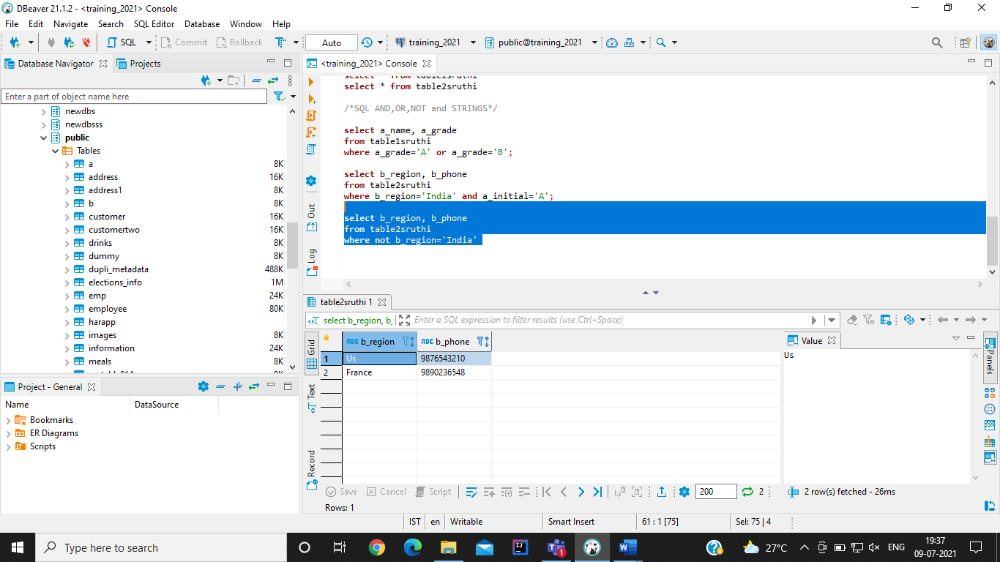 DBeaver 21.1.2 - <training_2021> Console
File Edit Navigate Search SQL Editor Database Window Help
SQL Commit Rollback Auto training_2021 public@training_2021
Database Navigator Projects
Enter a part of object name here
newdbs
newdbsss
public
Tables
a 8K
address 16K
address1 8K
b 8K
customer 16K
customertwo 16K
drinks 8K
dummy 8K
dupli_metadata 488K
elections_info 1M
emp 24K
employee 80K
harapp
images 8K
information 24K
meals 8K
Project - General
Name DataSource
Bookmarks
ER Diagrams
Scripts
<training_2021> Console
select * from table1sruthi
select * from table2sruthi
/*SQL AND,OR,NOT and STRINGS*/
select a_name, a_grade
from table1sruthi
where a_grade='A' or a_grade='B';
select b_region, b_phone
from table2sruthi
where b_region='India' and a_initial='A';
select b_region, b_phone
from table2sruthi
where not b_region='India'
Out
Log
table2sruthi 1
select b_region, b_ Enter a SQL expression to filter results (use Ctrl+Space)
Grid
Text
Record
ABC b_region ABC b_phone
1 Us 9876543210
2 France 9890236548
Value
Us
Panels
Save Cancel Script 200 2 2 row(s) fetched - 26ms
Rows: 1
IST en Writable Smart Insert 61 : 1 [75] Sel: 75 | 4
Type here to search
1
27°C ENG
19:37
09-07-2021